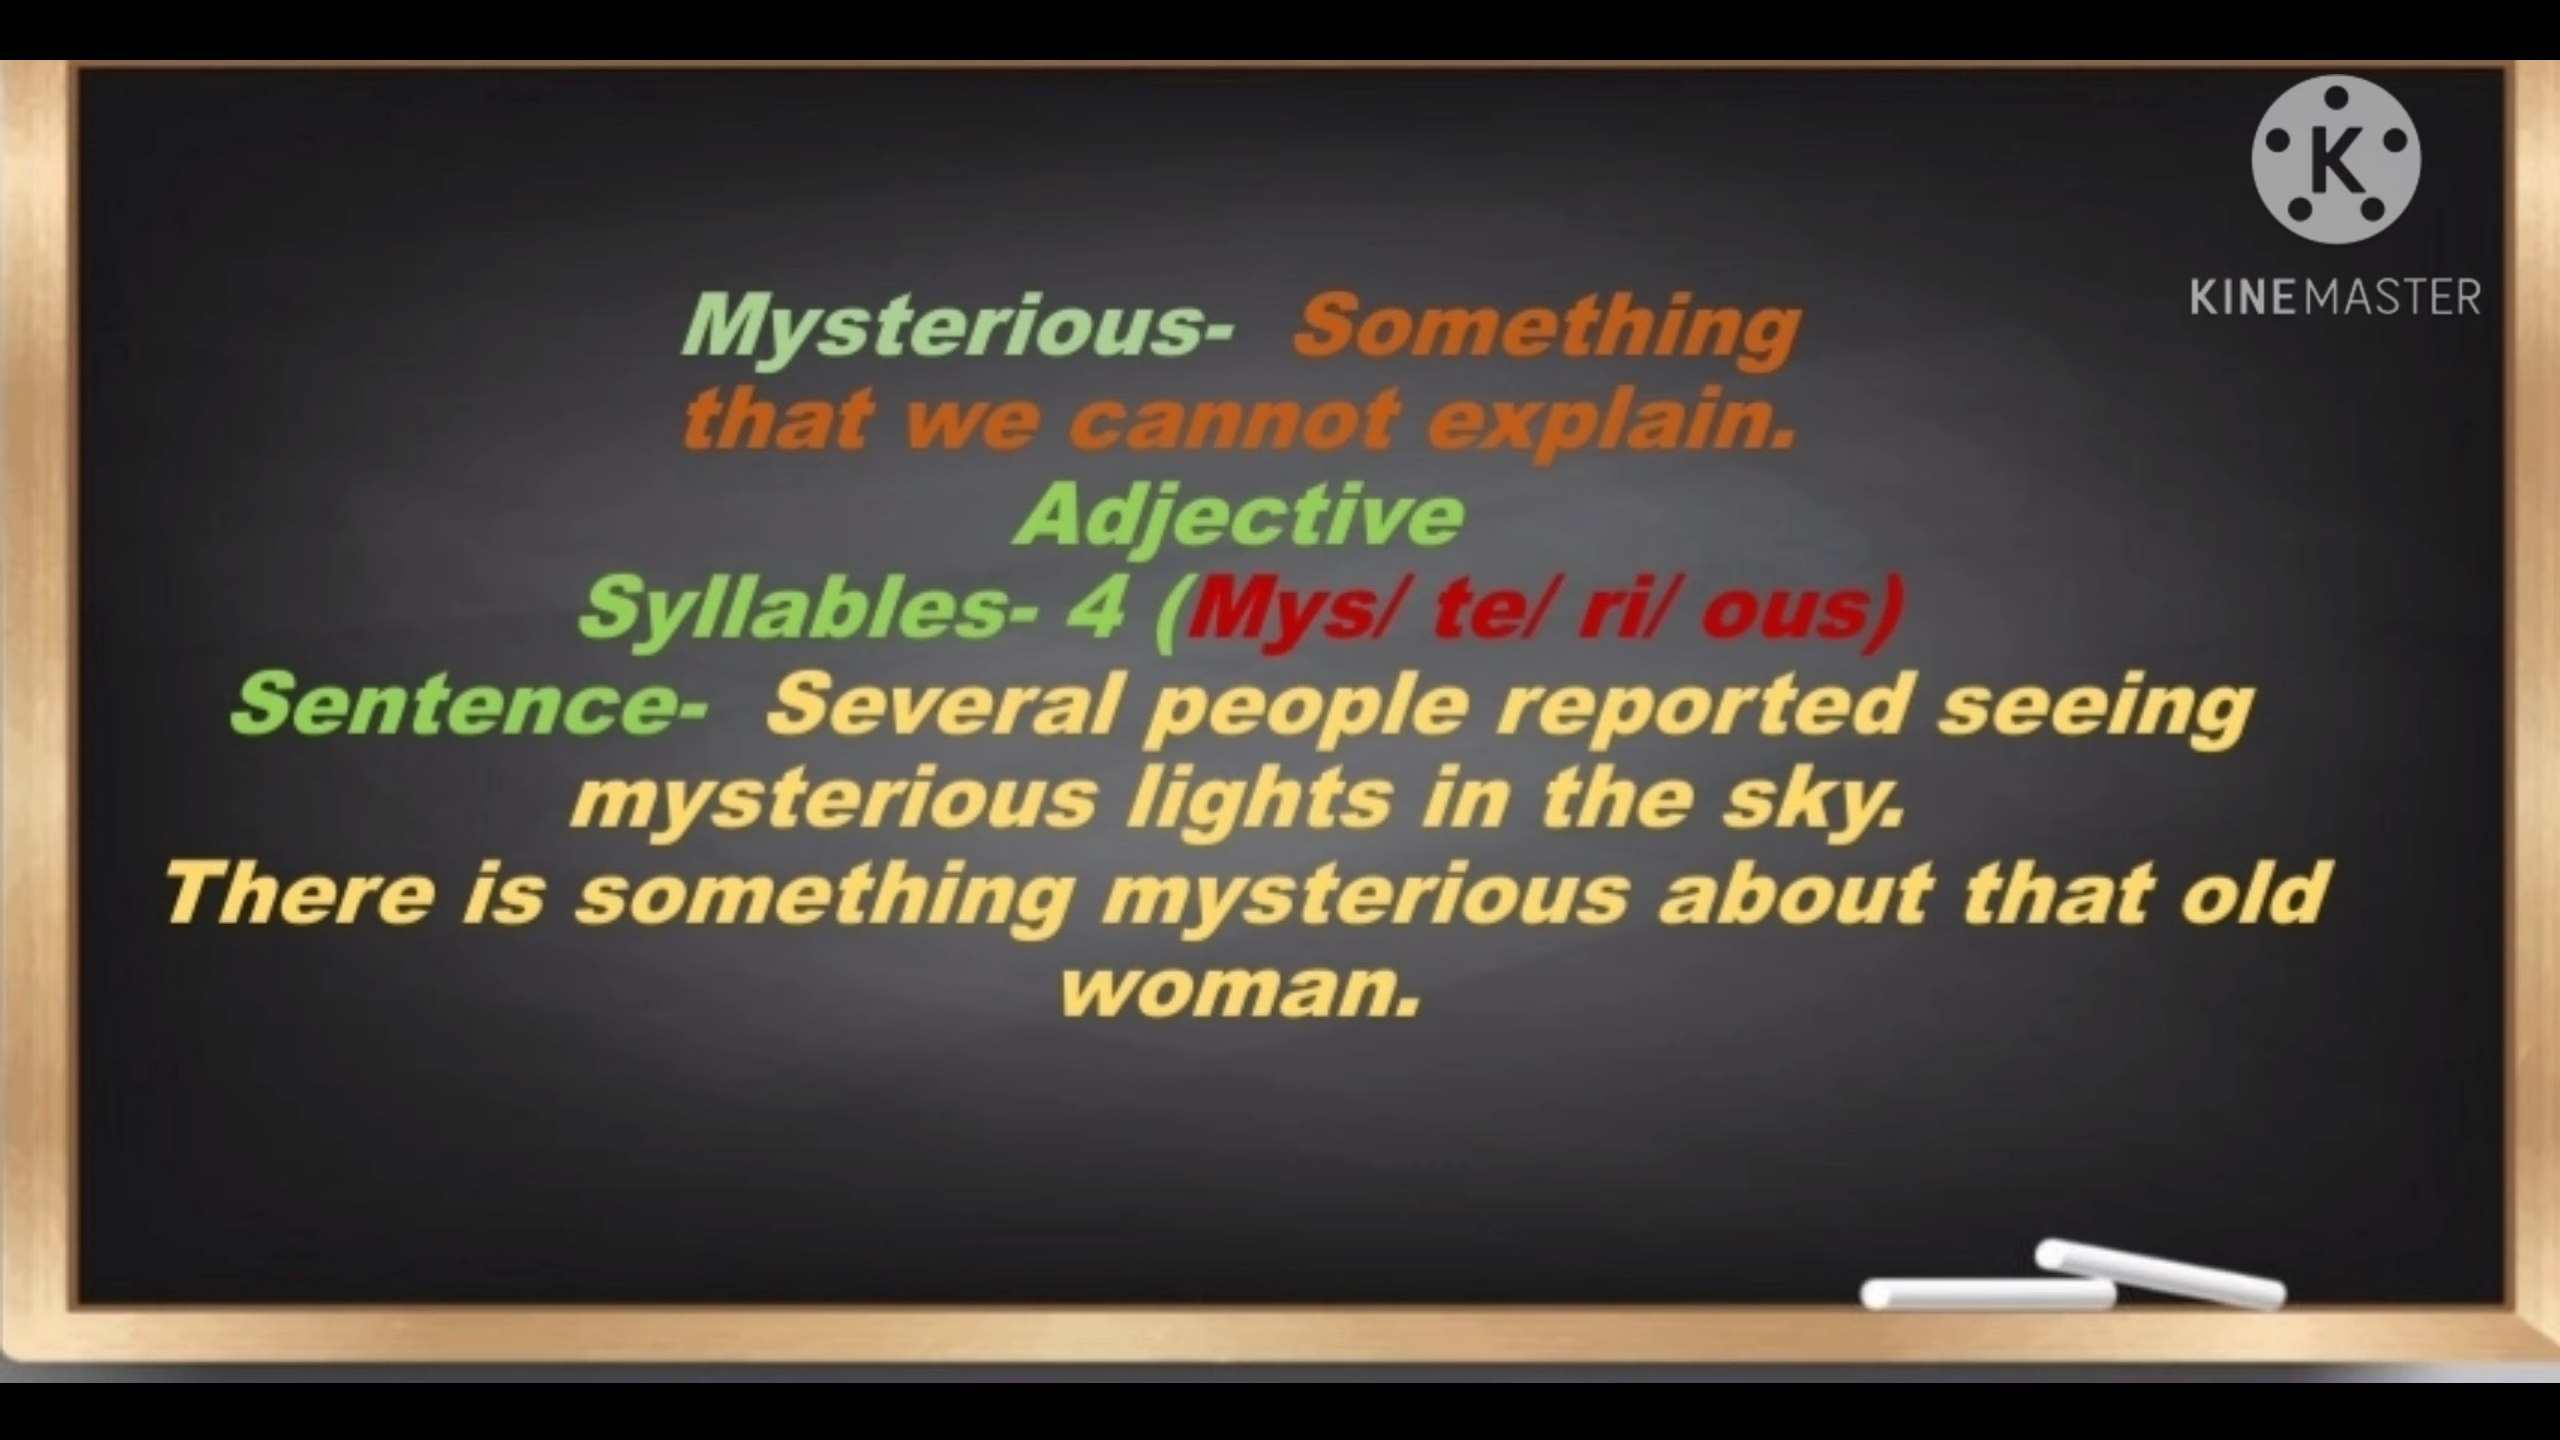 K
KINEMASTER
Mysterious- Something
that we cannot explain.
Adjective
Syllables- 4 (Mys/ te/ ri/ ous)
Sentence- Several people reported seeing
mysterious lights in the sky.
There is something mysterious about that old
woman.